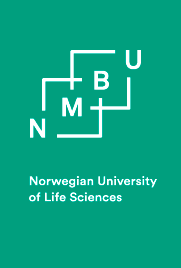 N M B U
Norwegian University
of Life Sciences